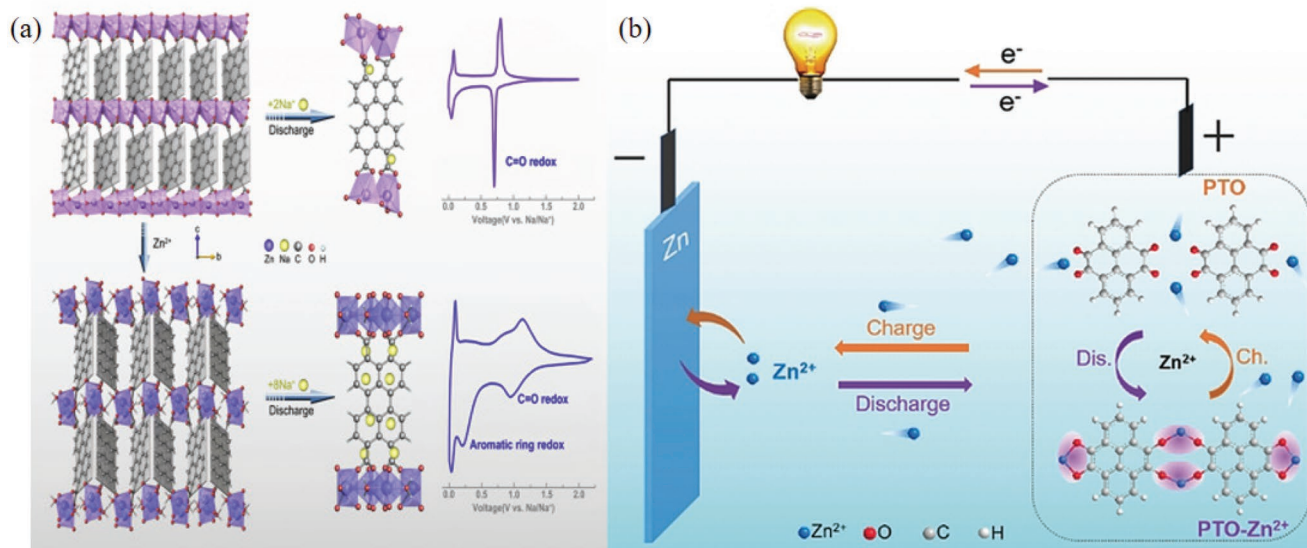 (a)
+2Na⁺
Discharge
C=O redox
0.0 0.5 1.0 1.5 2.0
Voltage(V vs. Na/Na⁺)
Zn²⁺
c
b
Zn Na C O H
+8Na⁺
Discharge
C=O redox
Aromatic ring redox
0.0 0.5 1.0 1.5 2.0
Voltage(V vs. Na/Na⁺)
(b)
e⁻
e⁻
−
+
PTO
Zn
Charge
Zn²⁺
Discharge
Dis.
Zn²⁺
Ch.
PTO-Zn²⁺
Zn²⁺ O C H